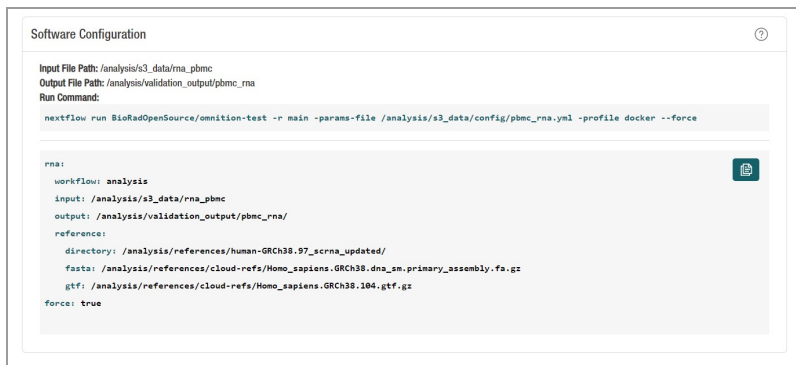 Software Configuration
?
Input File Path: /analysis/s3_data/rna_pbmc
Output File Path: /analysis/validation_output/pbmc_rna
Run Command:
nextflow run BioRadOpenSource/omnition-test -r main -params-file /analysis/s3_data/config/pbmc_rna.yml -profile docker --force
rna:
workflow: analysis
input: /analysis/s3_data/rna_pbmc
output: /analysis/validation_output/pbmc_rna/
reference:
directory: /analysis/references/human-GRCh38.97_scrna_updated/
fasta: /analysis/references/cloud-refs/Homo_sapiens.GRCh38.dna_sm.primary_assembly.fa.gz
gtf: /analysis/references/cloud-refs/Homo_sapiens.GRCh38.104.gtf.gz
force: true